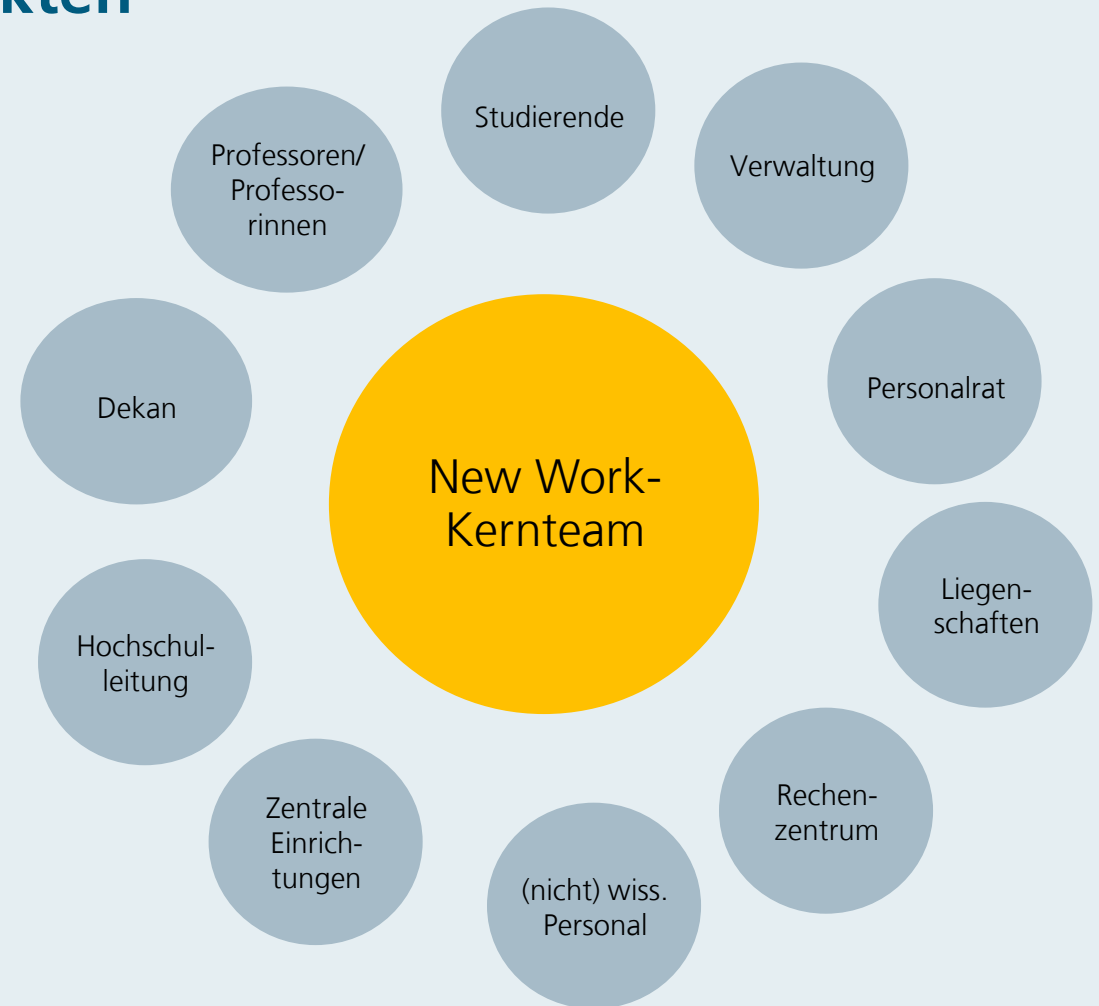 Studierende
Verwaltung
Professoren/
Professo-
rinnen
Personalrat
Dekan
New Work-
Kernteam
Liegen-
schaften
Hochschul-
leitung
Rechen-
zentrum
Zentrale
Einrich-
tungen
(nicht) wiss.
Personal